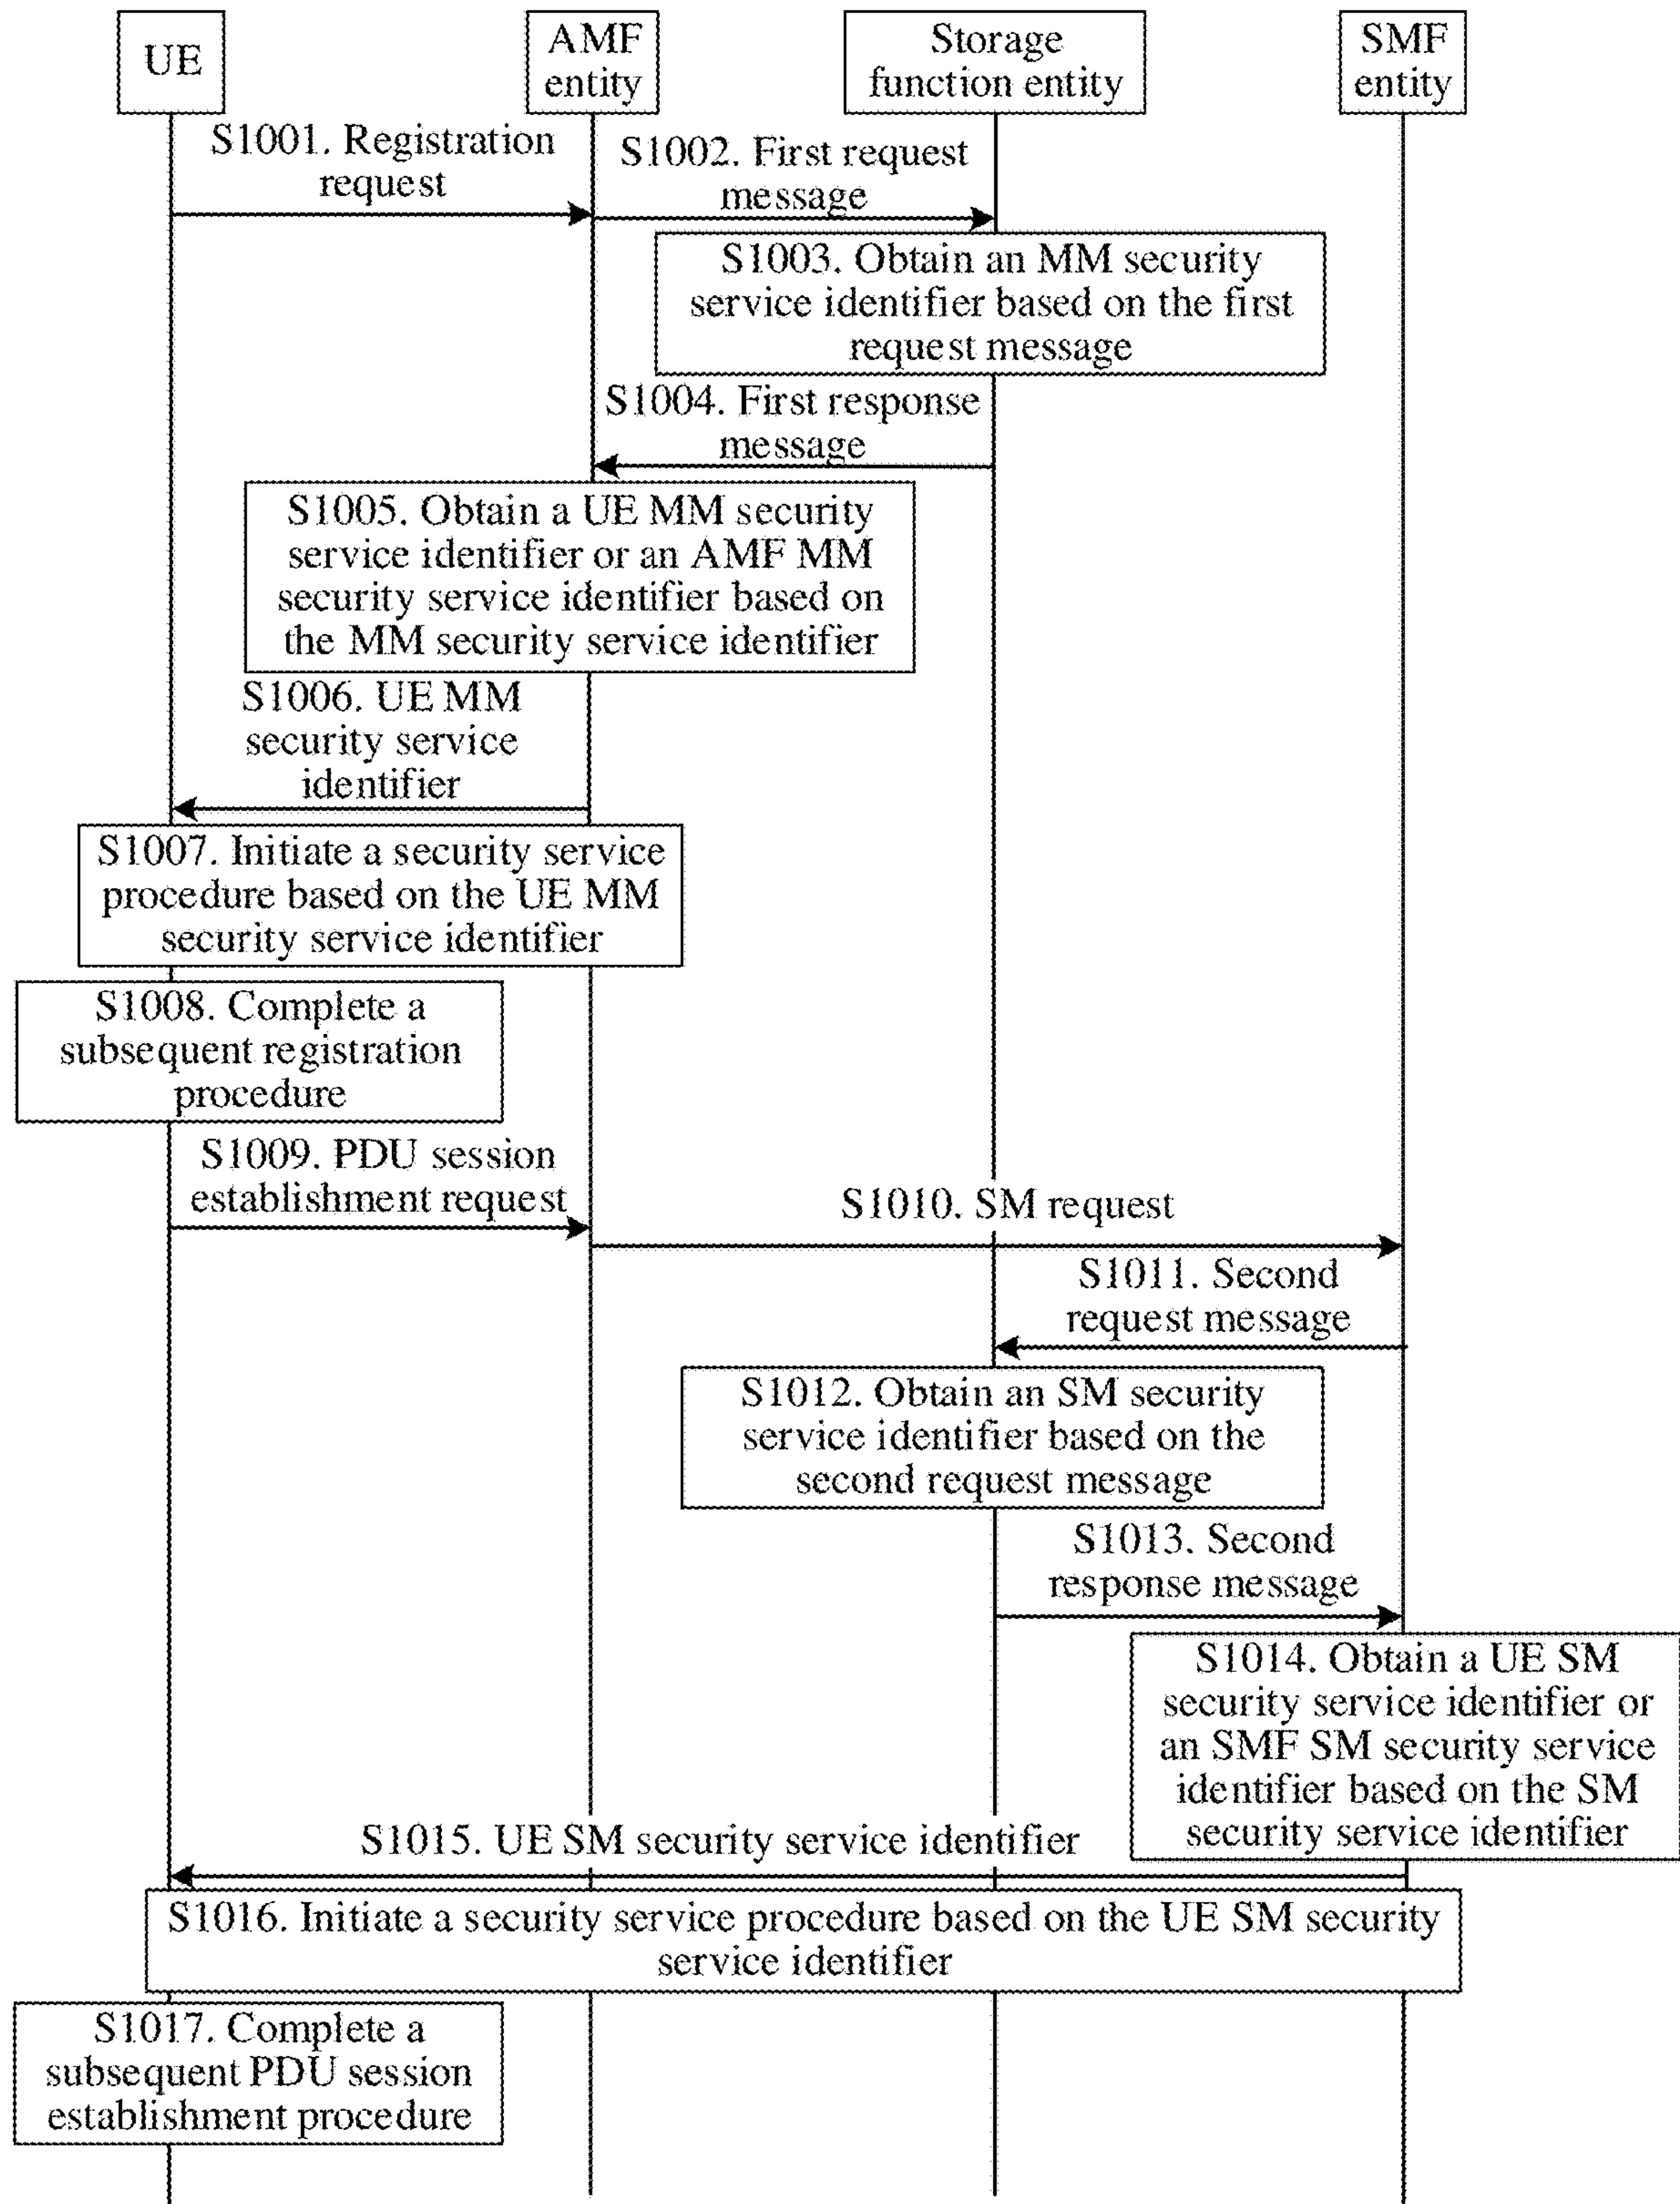 UE
AMF
entity
Storage
function entity
SMF
entity
S1001. Registration
request
S1002. First request
message
S1003. Obtain an MM security
service identifier based on the first
request message
S1004. First response
message
S1005. Obtain a UE MM security
service identifier or an AMF MM
security service identifier based on
the MM security service identifier
S1006. UE MM
security service
identifier
S1007. Initiate a security service
procedure based on the UE MM
security service identifier
S1008. Complete a
subsequent registration
procedure
S1009. PDU session
establishment request
S1010. SM request
S1011. Second
request message
S1012. Obtain an SM security
service identifier based on the
second request message
S1013. Second
response message
S1014. Obtain a UE SM
security service identifier or
an SMF SM security service
identifier based on the SM
security service identifier
S1015. UE SM security service identifier
S1016. Initiate a security service procedure based on the UE SM security
service identifier
S1017. Complete a
subsequent PDU session
establishment procedure